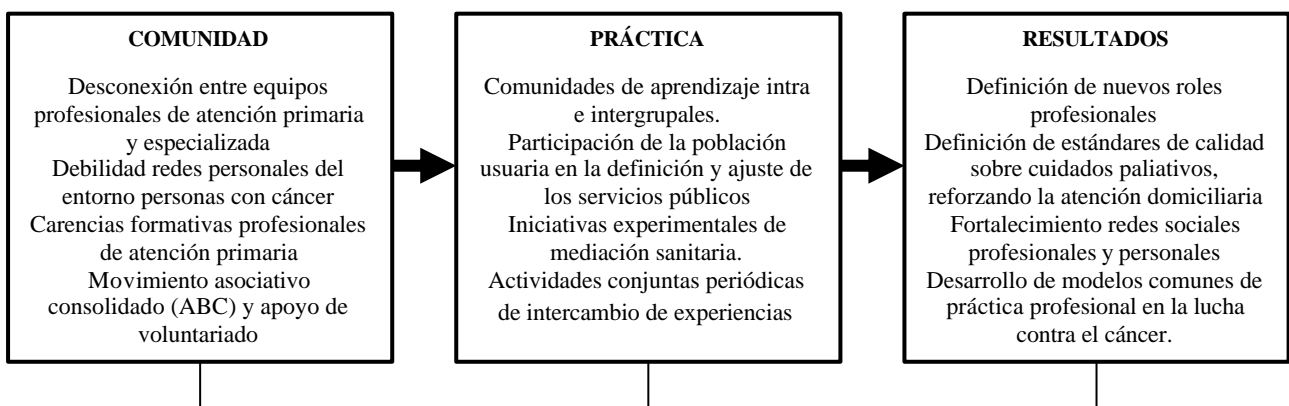 COMUNIDAD
Desconexión entre equipos
profesionales de atención primaria
y especializada
Debilidad redes personales del
entorno personas con cáncer
Carencias formativas profesionales
de atención primaria
Movimiento asociativo
consolidado (ABC) y apoyo de
voluntariado
PRÁCTICA
Comunidades de aprendizaje intra
e intergrupales.
Participación de la población
usuaria en la definición y ajuste de
los servicios públicos
Iniciativas experimentales de
mediación sanitaria.
Actividades conjuntas periódicas
de intercambio de experiencias
RESULTADOS
Definición de nuevos roles
profesionales
Definición de estándares de calidad
sobre cuidados paliativos,
reforzando la atención domiciliaria
Fortalecimiento redes sociales
profesionales y personales
Desarrollo de modelos comunes de
práctica profesional en la lucha
contra el cáncer.